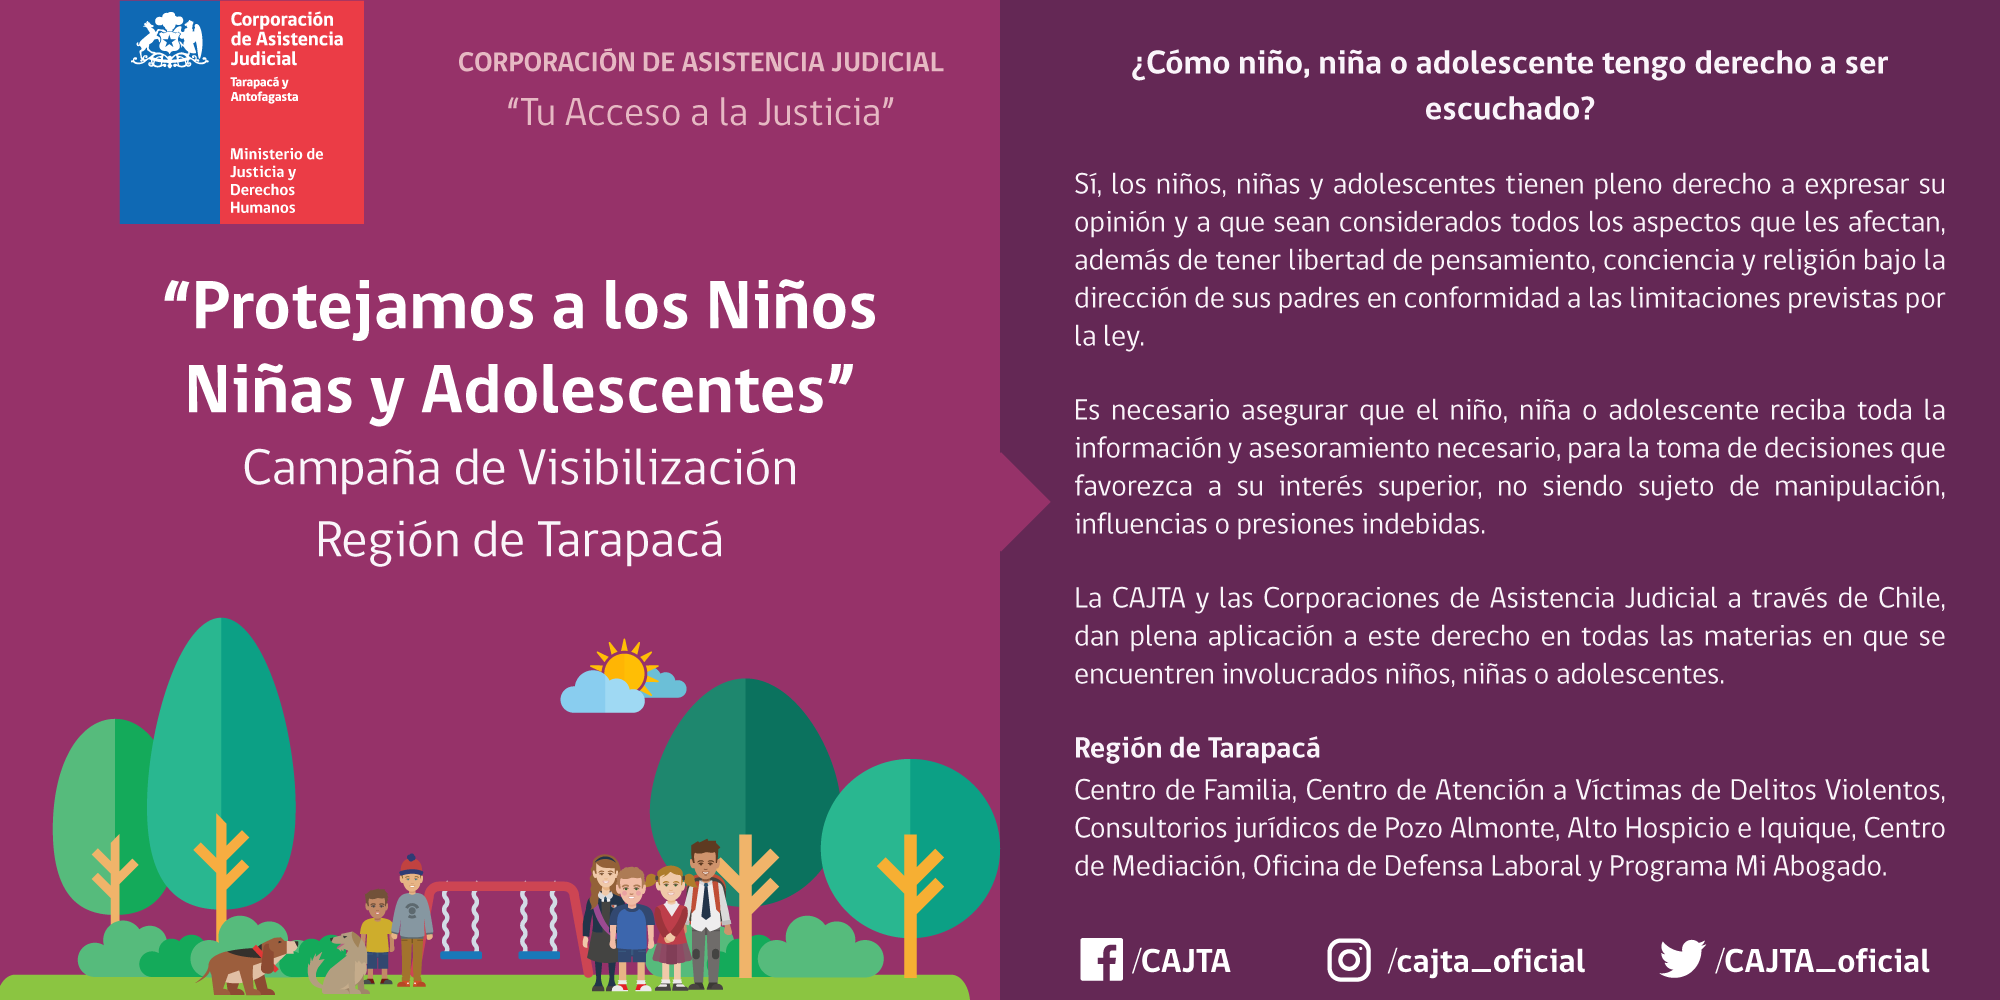 Corporación
de Asistencia
Judicial
Tarapacá y
Antofagasta
Ministerio de
Justicia y
Derechos
Humanos
CORPORACIÓN DE ASISTENCIA JUDICIAL
“Tu Acceso a la Justicia”
“Protejamos a los Niños
Niñas y Adolescentes”
Campaña de Visibilización
Región de Tarapacá
¿Cómo niño, niña o adolescente tengo derecho a ser
escuchado?
Sí, los niños, niñas y adolescentes tienen pleno derecho a expresar su
opinión y a que sean considerados todos los aspectos que les afectan,
además de tener libertad de pensamiento, conciencia y religión bajo la
dirección de sus padres en conformidad a las limitaciones previstas por
la ley.
Es necesario asegurar que el niño, niña o adolescente reciba toda la
información y asesoramiento necesario, para la toma de decisiones que
favorezca a su interés superior, no siendo sujeto de manipulación,
influencias o presiones indebidas.
La CAJTA y las Corporaciones de Asistencia Judicial a través de Chile,
dan plena aplicación a este derecho en todas las materias en que se
encuentren involucrados niños, niñas o adolescentes.
Región de Tarapacá
Centro de Familia, Centro de Atención a Víctimas de Delitos Violentos,
Consultorios jurídicos de Pozo Almonte, Alto Hospicio e Iquique, Centro
de Mediación, Oficina de Defensa Laboral y Programa Mi Abogado.
/CAJTA
/cajta_oficial
/CAJTA_oficial